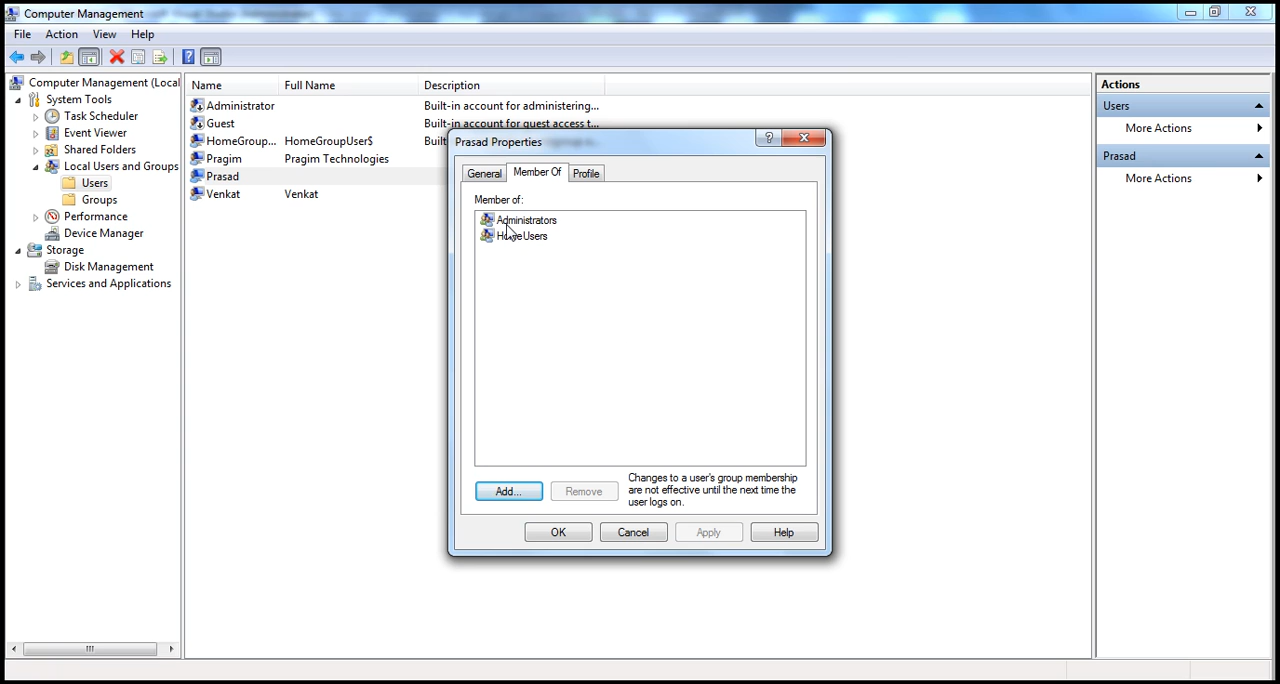 Computer Management
File Action View Help
Computer Management (Local
System Tools
Task Scheduler
Event Viewer
Shared Folders
Local Users and Groups
Users
Groups
Performance
Device Manager
Storage
Disk Management
Services and Applications
Name Full Name Description
Administrator Built-in account for administering...
Guest Built-in account for guest access t...
HomeGroup... HomeGroupUser$ Built
Pragim Pragim Technologies
Prasad
Venkat Venkat
Prasad Properties
General Member Of Profile
Member of:
Administrators
HomeUsers
Add... Remove
Changes to a user's group membership
are not effective until the next time the
user logs on.
OK Cancel Apply Help
Actions
Users
More Actions
Prasad
More Actions